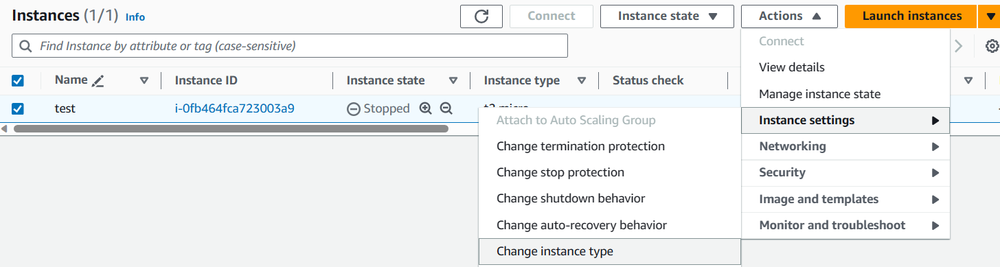 Instances (1/1) Info
Connect
Instance state
Actions
Launch instances
Find Instance by attribute or tag (case-sensitive)
Name
Instance ID
Instance state
Instance type
Status check
test
i-0fb464fca723003a9
Stopped
Connect
View details
Manage instance state
Instance settings
Networking
Security
Image and templates
Monitor and troubleshoot
Attach to Auto Scaling Group
Change termination protection
Change stop protection
Change shutdown behavior
Change auto-recovery behavior
Change instance type